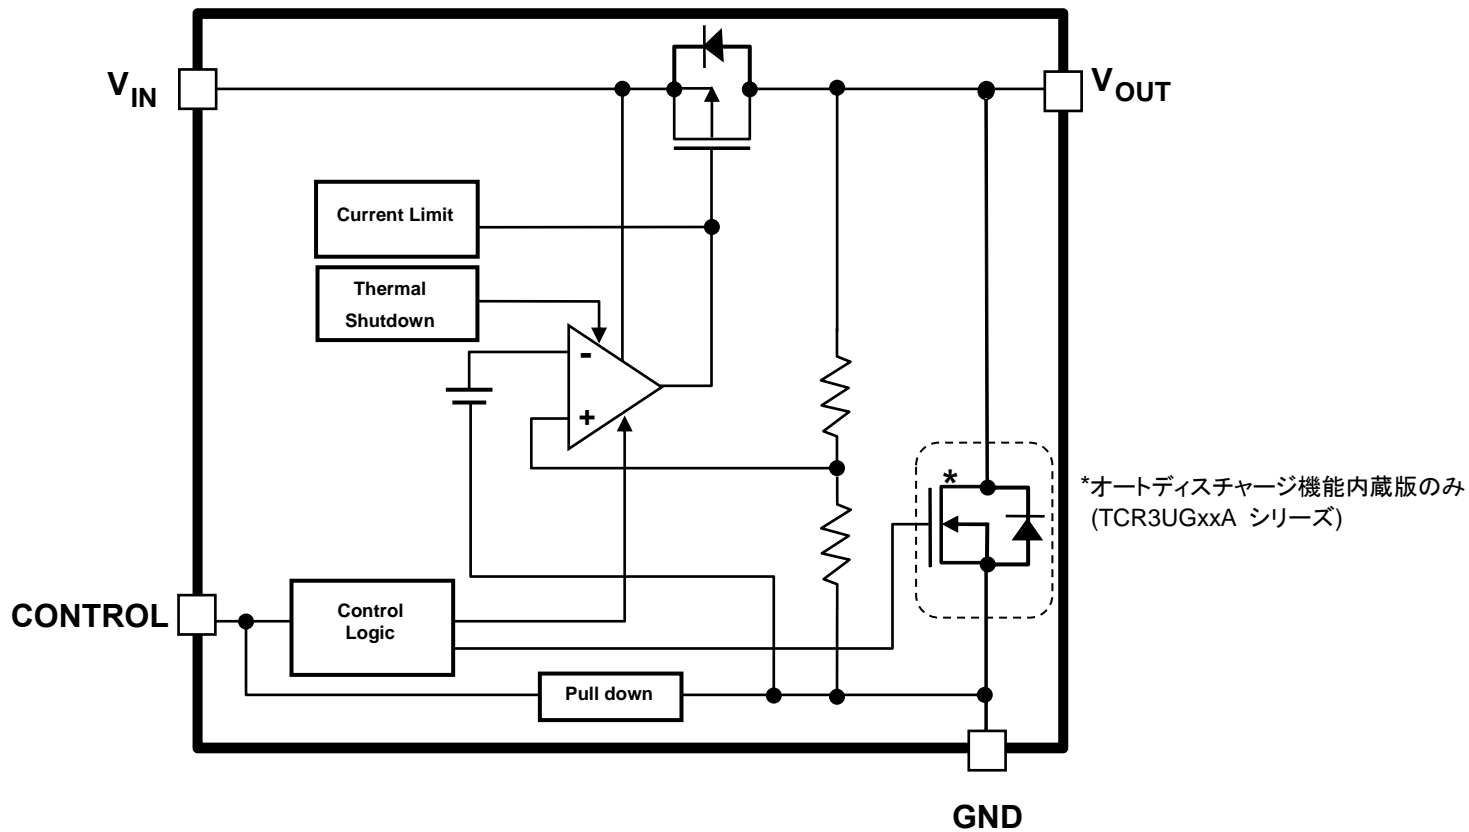 VIN
VOUT
Current Limit
Thermal
Shutdown
-
+
*
*オートディスチャージ機能内蔵版のみ
(TCR3UGxxA シリーズ)
CONTROL
Control
Logic
Pull down
GND